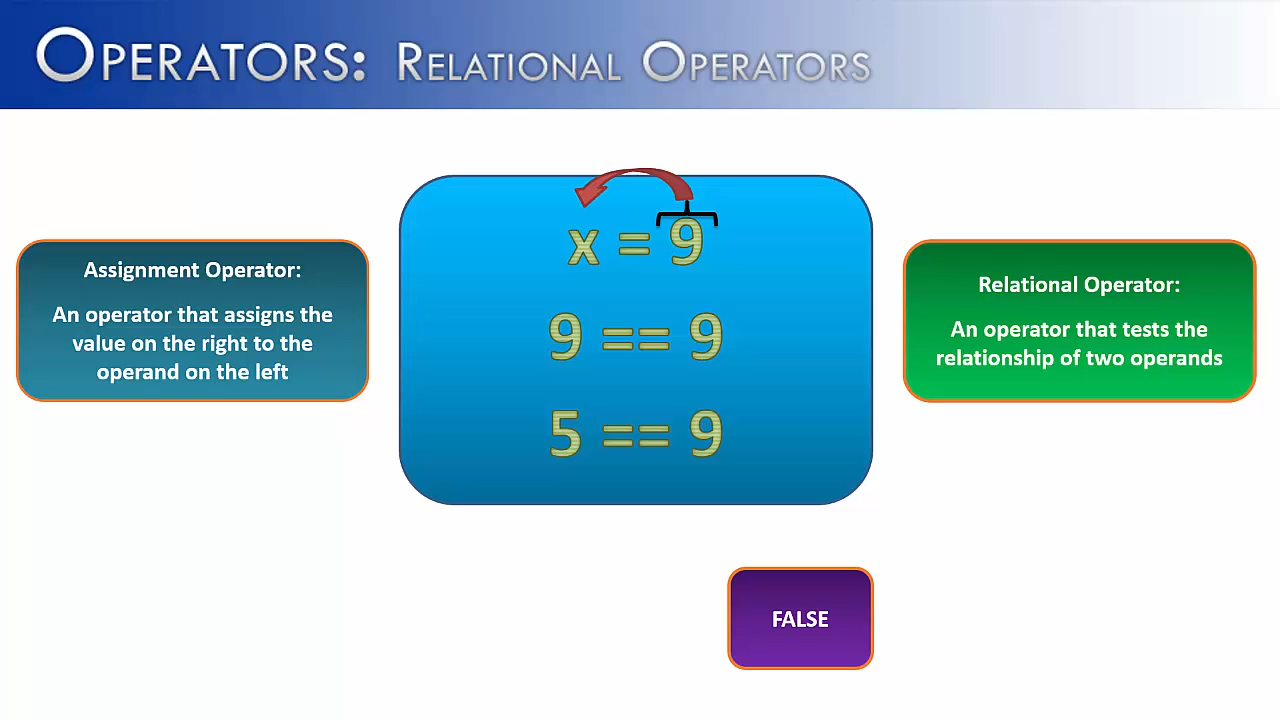 OPERATORS: RELATIONAL OPERATORS
x = 9
9 == 9
5 == 9
Assignment Operator:
An operator that assigns the
value on the right to the
operand on the left
Relational Operator:
An operator that tests the
relationship of two operands
FALSE